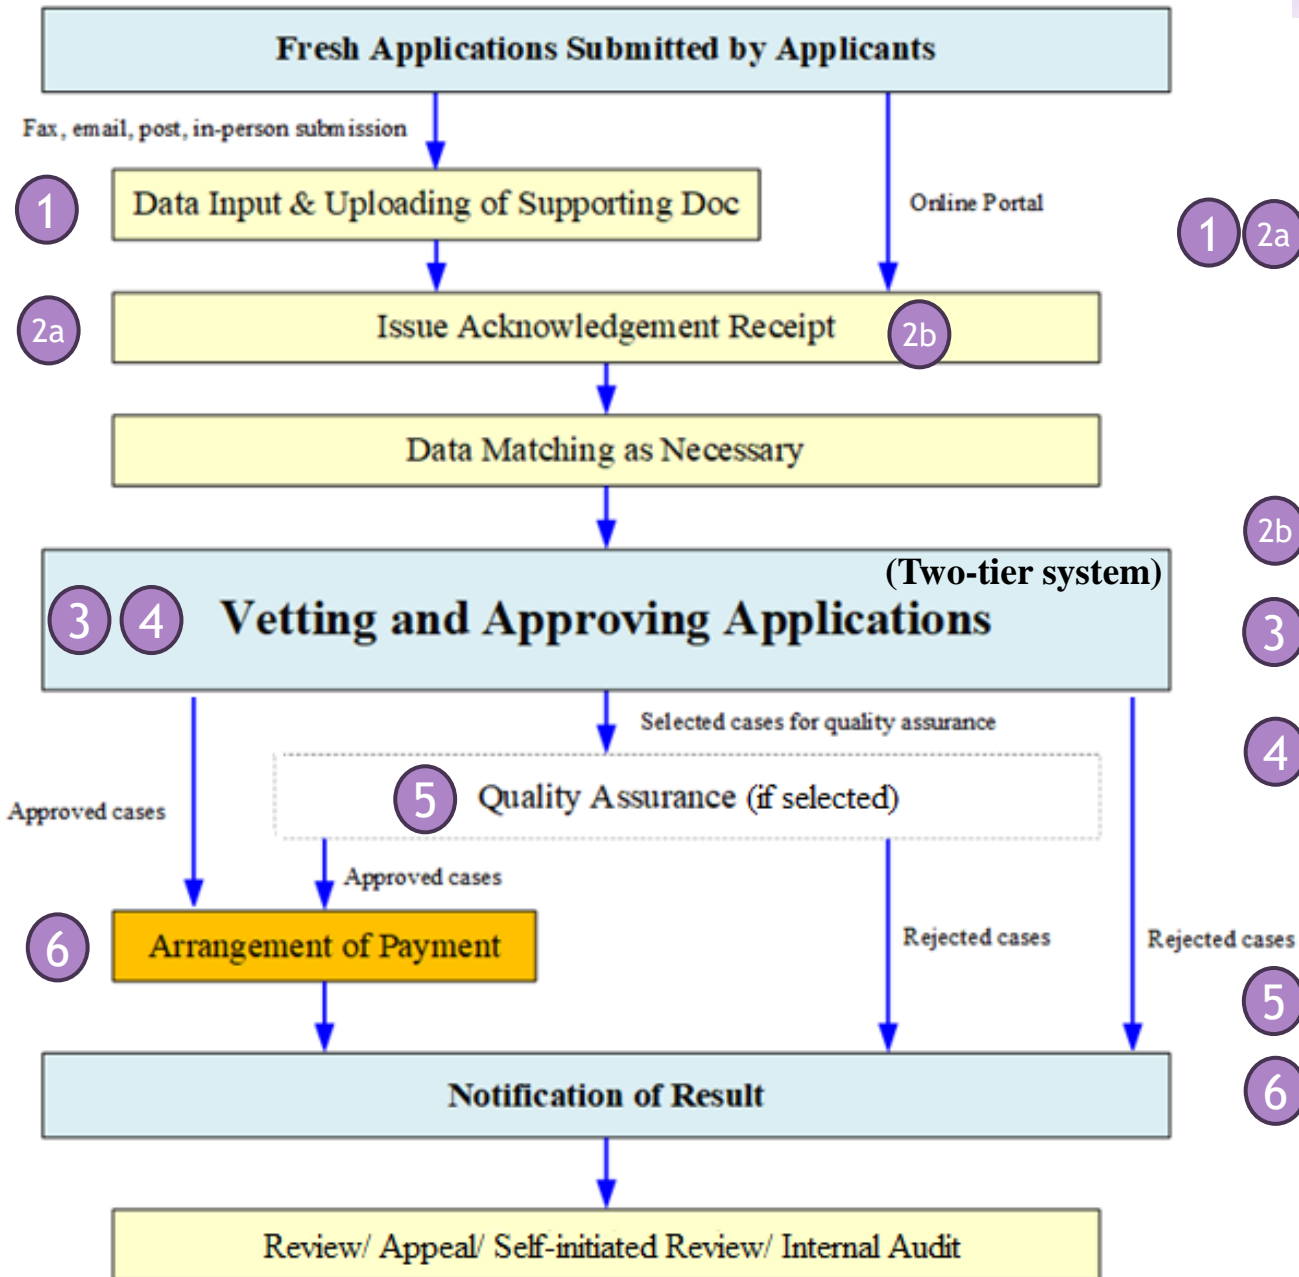 Fresh Applications Submitted by Applicants
Fax, email, post, in-person submission
1
Data Input & Uploading of Supporting Doc
Online Portal
1 2a
2a
Issue Acknowledgement Receipt
2b
Data Matching as Necessary
2b
(Two-tier system)
3 4
Vetting and Approving Applications
3
Selected cases for quality assurance
4
5
Quality Assurance (if selected)
Approved cases
Approved cases
6
Arrangement of Payment
Rejected cases
Rejected cases
5
Notification of Result
6
Review/ Appeal/ Self-initiated Review/ Internal Audit